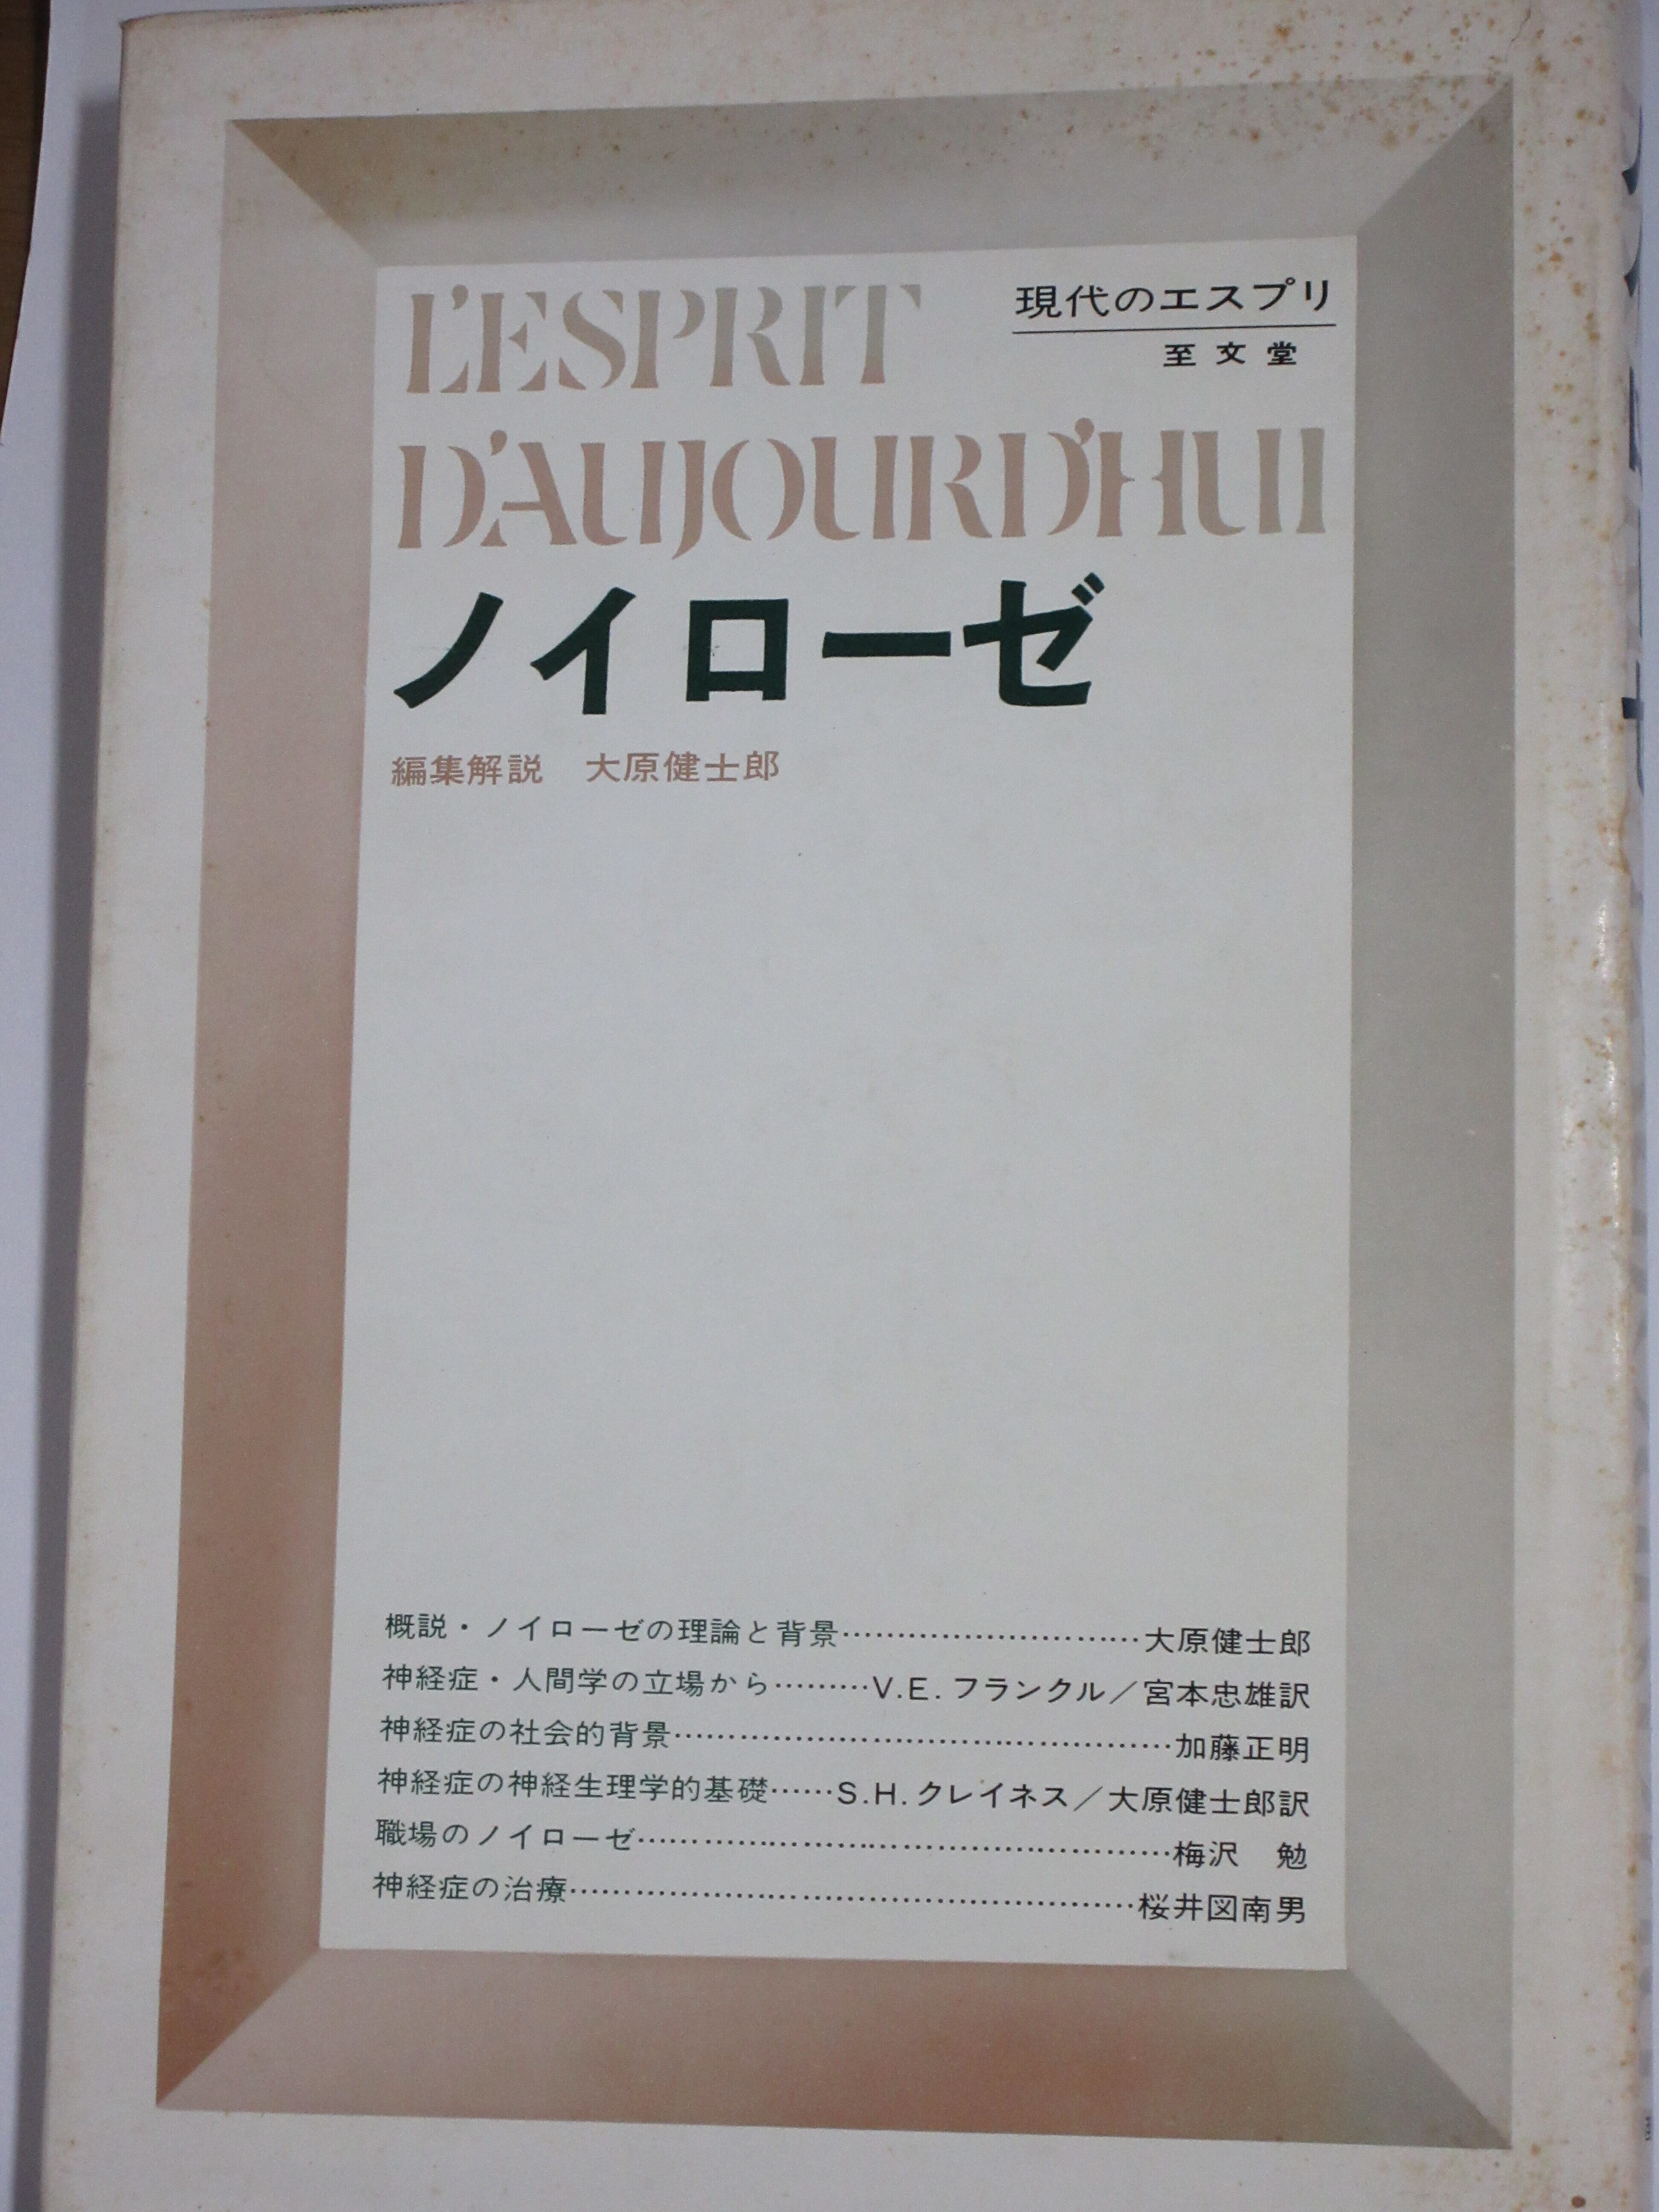 L'ESPRIT
現代のエスプリ
至文堂
D'AUJOURD'HUI
ノイローゼ
編集解説　大原健士郎
概説・ノイローゼの理論と背景…………………………大原健士郎
神経症・人間学の立場から………V.E.フランクル／宮本忠雄訳
神経症の社会的背景…………………………………………加藤正明
神経症の神経生理学的基礎……S.H.クレイネス／大原健士郎訳
職場のノイローゼ……………………………………………梅沢　勉
神経症の治療…………………………………………………桜井図南男